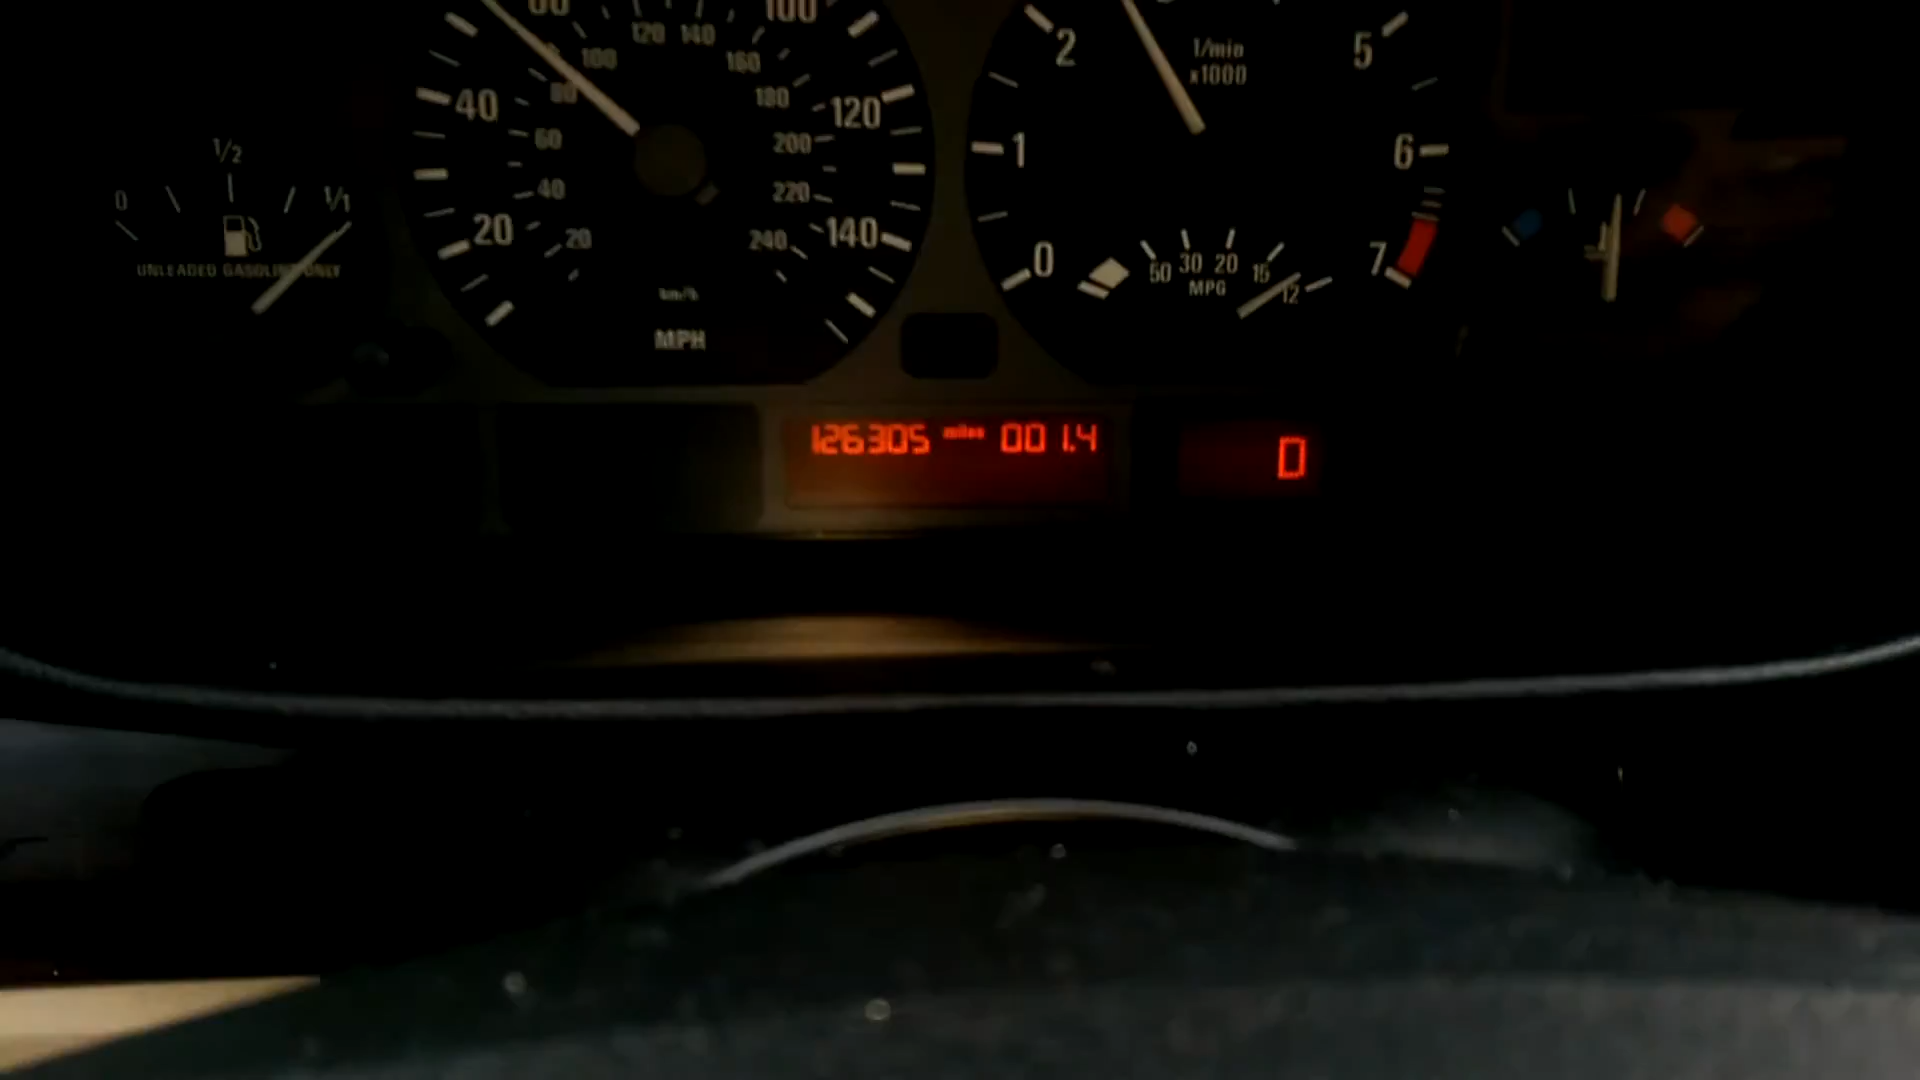 0 1/2 1/1
UNLEADED GASOLINE ONLY
20 40 60 100 120 140
20 40 60 80 100 120 140 160 180 200 220 240
km/h
MPH
0 1 2 5 6 7
1/min
x1000
50 30 20 15 12
MPG
126305 miles 001.4
0